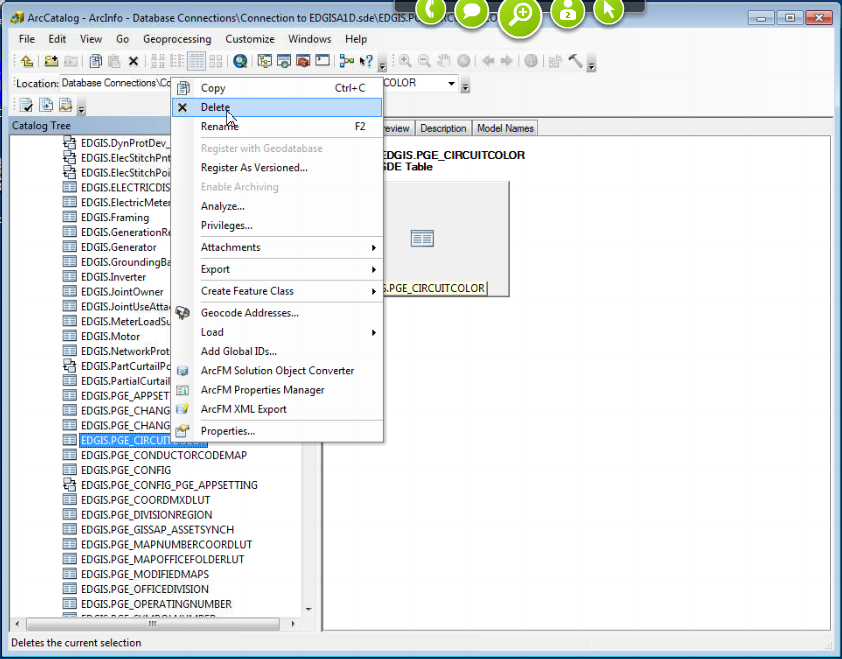 ArcCatalog - ArcInfo - Database Connections\Connection to EDGISA1D.sde\EDGIS.PG
2
File Edit View Go Geoprocessing Customize Windows Help
Location: Database Connections\Co COLOR
Catalog Tree
eview Description Model Names
EDGIS.DynProtDev_
EDGIS.ElecStitchPnt
EDGIS.ElecStitchPoi
EDGIS.ELECTRICDIS
EDGIS.ElectricMeter
EDGIS.Framing
EDGIS.GenerationRe
EDGIS.Generator
EDGIS.GroundingBa
EDGIS.Inverter
EDGIS.JointOwner
EDGIS.JointUseAttac
EDGIS.MeterLoadSu
EDGIS.Motor
EDGIS.NetworkProt
EDGIS.PartCurtailPo
EDGIS.PartialCurtail
EDGIS.PGE_APPSET
EDGIS.PGE_CHANG
EDGIS.PGE_CHANG
EDGIS.PGE_CIRCUITCOLOR
EDGIS.PGE_CONDUCTORCODEMAP
EDGIS.PGE_CONFIG
EDGIS.PGE_CONFIG_PGE_APPSETTING
EDGIS.PGE_COORDMXDLUT
EDGIS.PGE_DIVISIONREGION
EDGIS.PGE_GISSAP_ASSETSYNCH
EDGIS.PGE_MAPNUMBERCOORDLUT
EDGIS.PGE_MAPOFFICEFOLDERLUT
EDGIS.PGE_MODIFIEDMAPS
EDGIS.PGE_OFFICEDIVISION
EDGIS.PGE_OPERATINGNUMBER
Copy Ctrl+C
Delete
Rename F2
Register with Geodatabase
Register As Versioned...
Enable Archiving
Analyze...
Privileges...
Attachments
Export
Create Feature Class
Geocode Addresses...
Load
Add Global IDs...
ArcFM Solution Object Converter
ArcFM Properties Manager
ArcFM XML Export
Properties...
EDGIS.PGE_CIRCUITCOLOR
SDE Table
S.PGE_CIRCUITCOLOR
Deletes the current selection